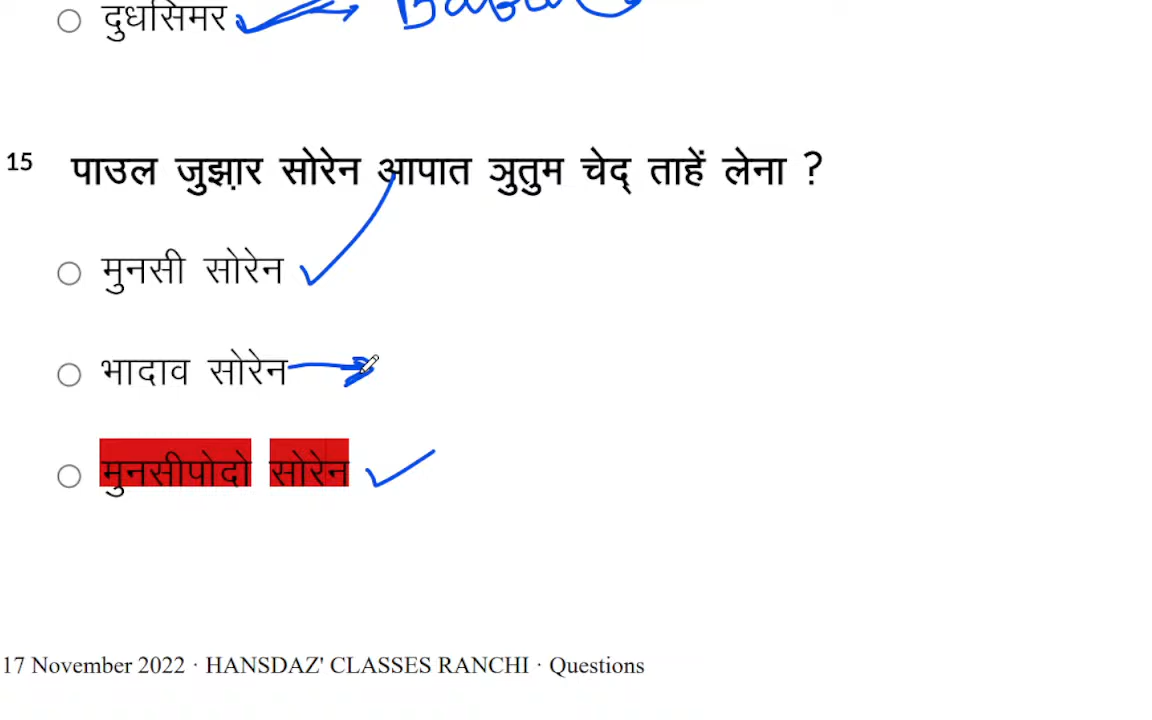 दुधसिमर
15 पाउल जुझा़र सोरेन आपात ञुतुम चेद् ताहें लेना ?
मुनसी सोरेन
भादाव सोरेन
मुनसीपोदो सोरेन
17 November 2022 · HANSDAZ' CLASSES RANCHI · Questions